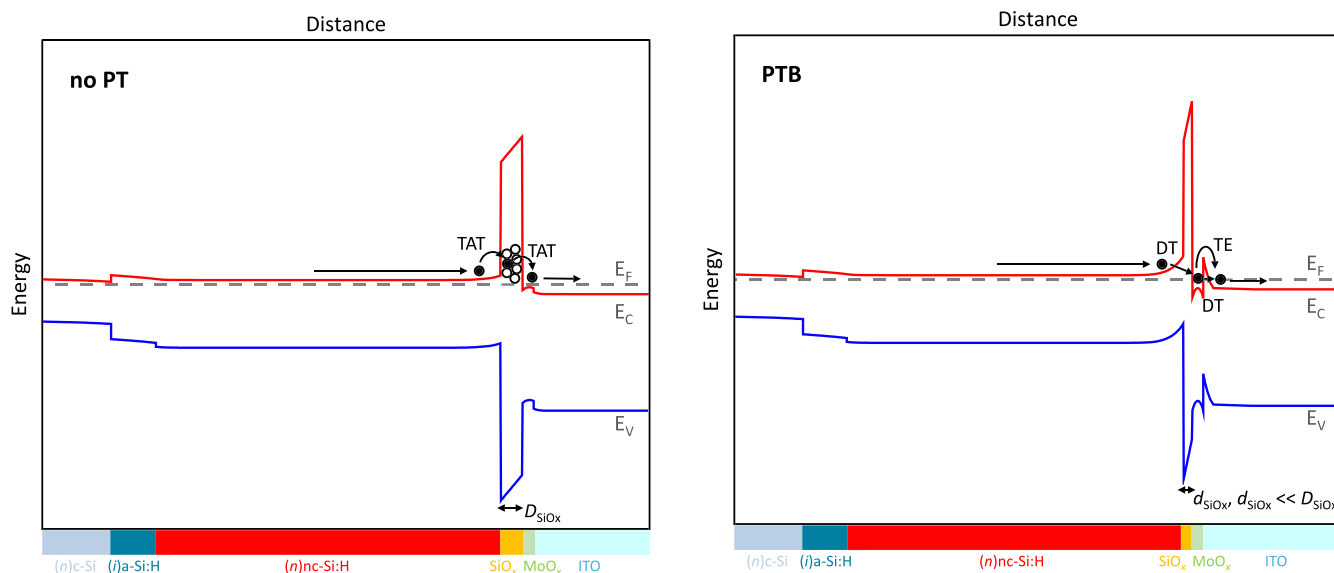 Distance
no PT
TAT
TAT
Energy
E_F
E_C
E_V
D_SiOx
(n)c-Si
(i)a-Si:H
(n)nc-Si:H
SiO_x
MoO_x
ITO
Distance
PTB
DT
TE
DT
Energy
E_F
E_C
E_V
d_SiOx, d_SiOx << D_SiOx
(n)c-Si
(i)a-Si:H
(n)nc-Si:H
SiO_x
MoO_x
ITO